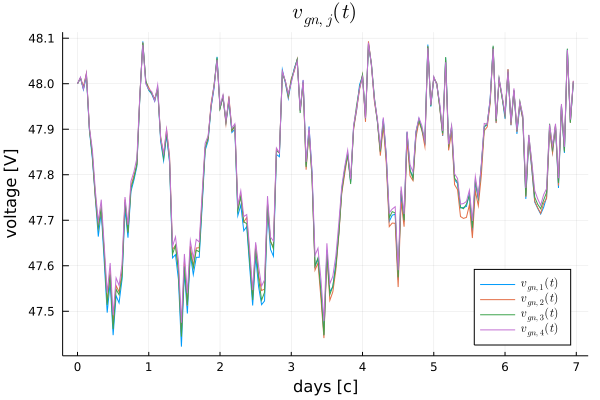 v_{gn, j}(t)
48.1
48.0
47.9
47.8
47.7
47.6
47.5
voltage [V]
v_{gn, 1}(t)
v_{gn, 2}(t)
v_{gn, 3}(t)
v_{gn, 4}(t)
0 1 2 3 4 5 6 7
days [c]